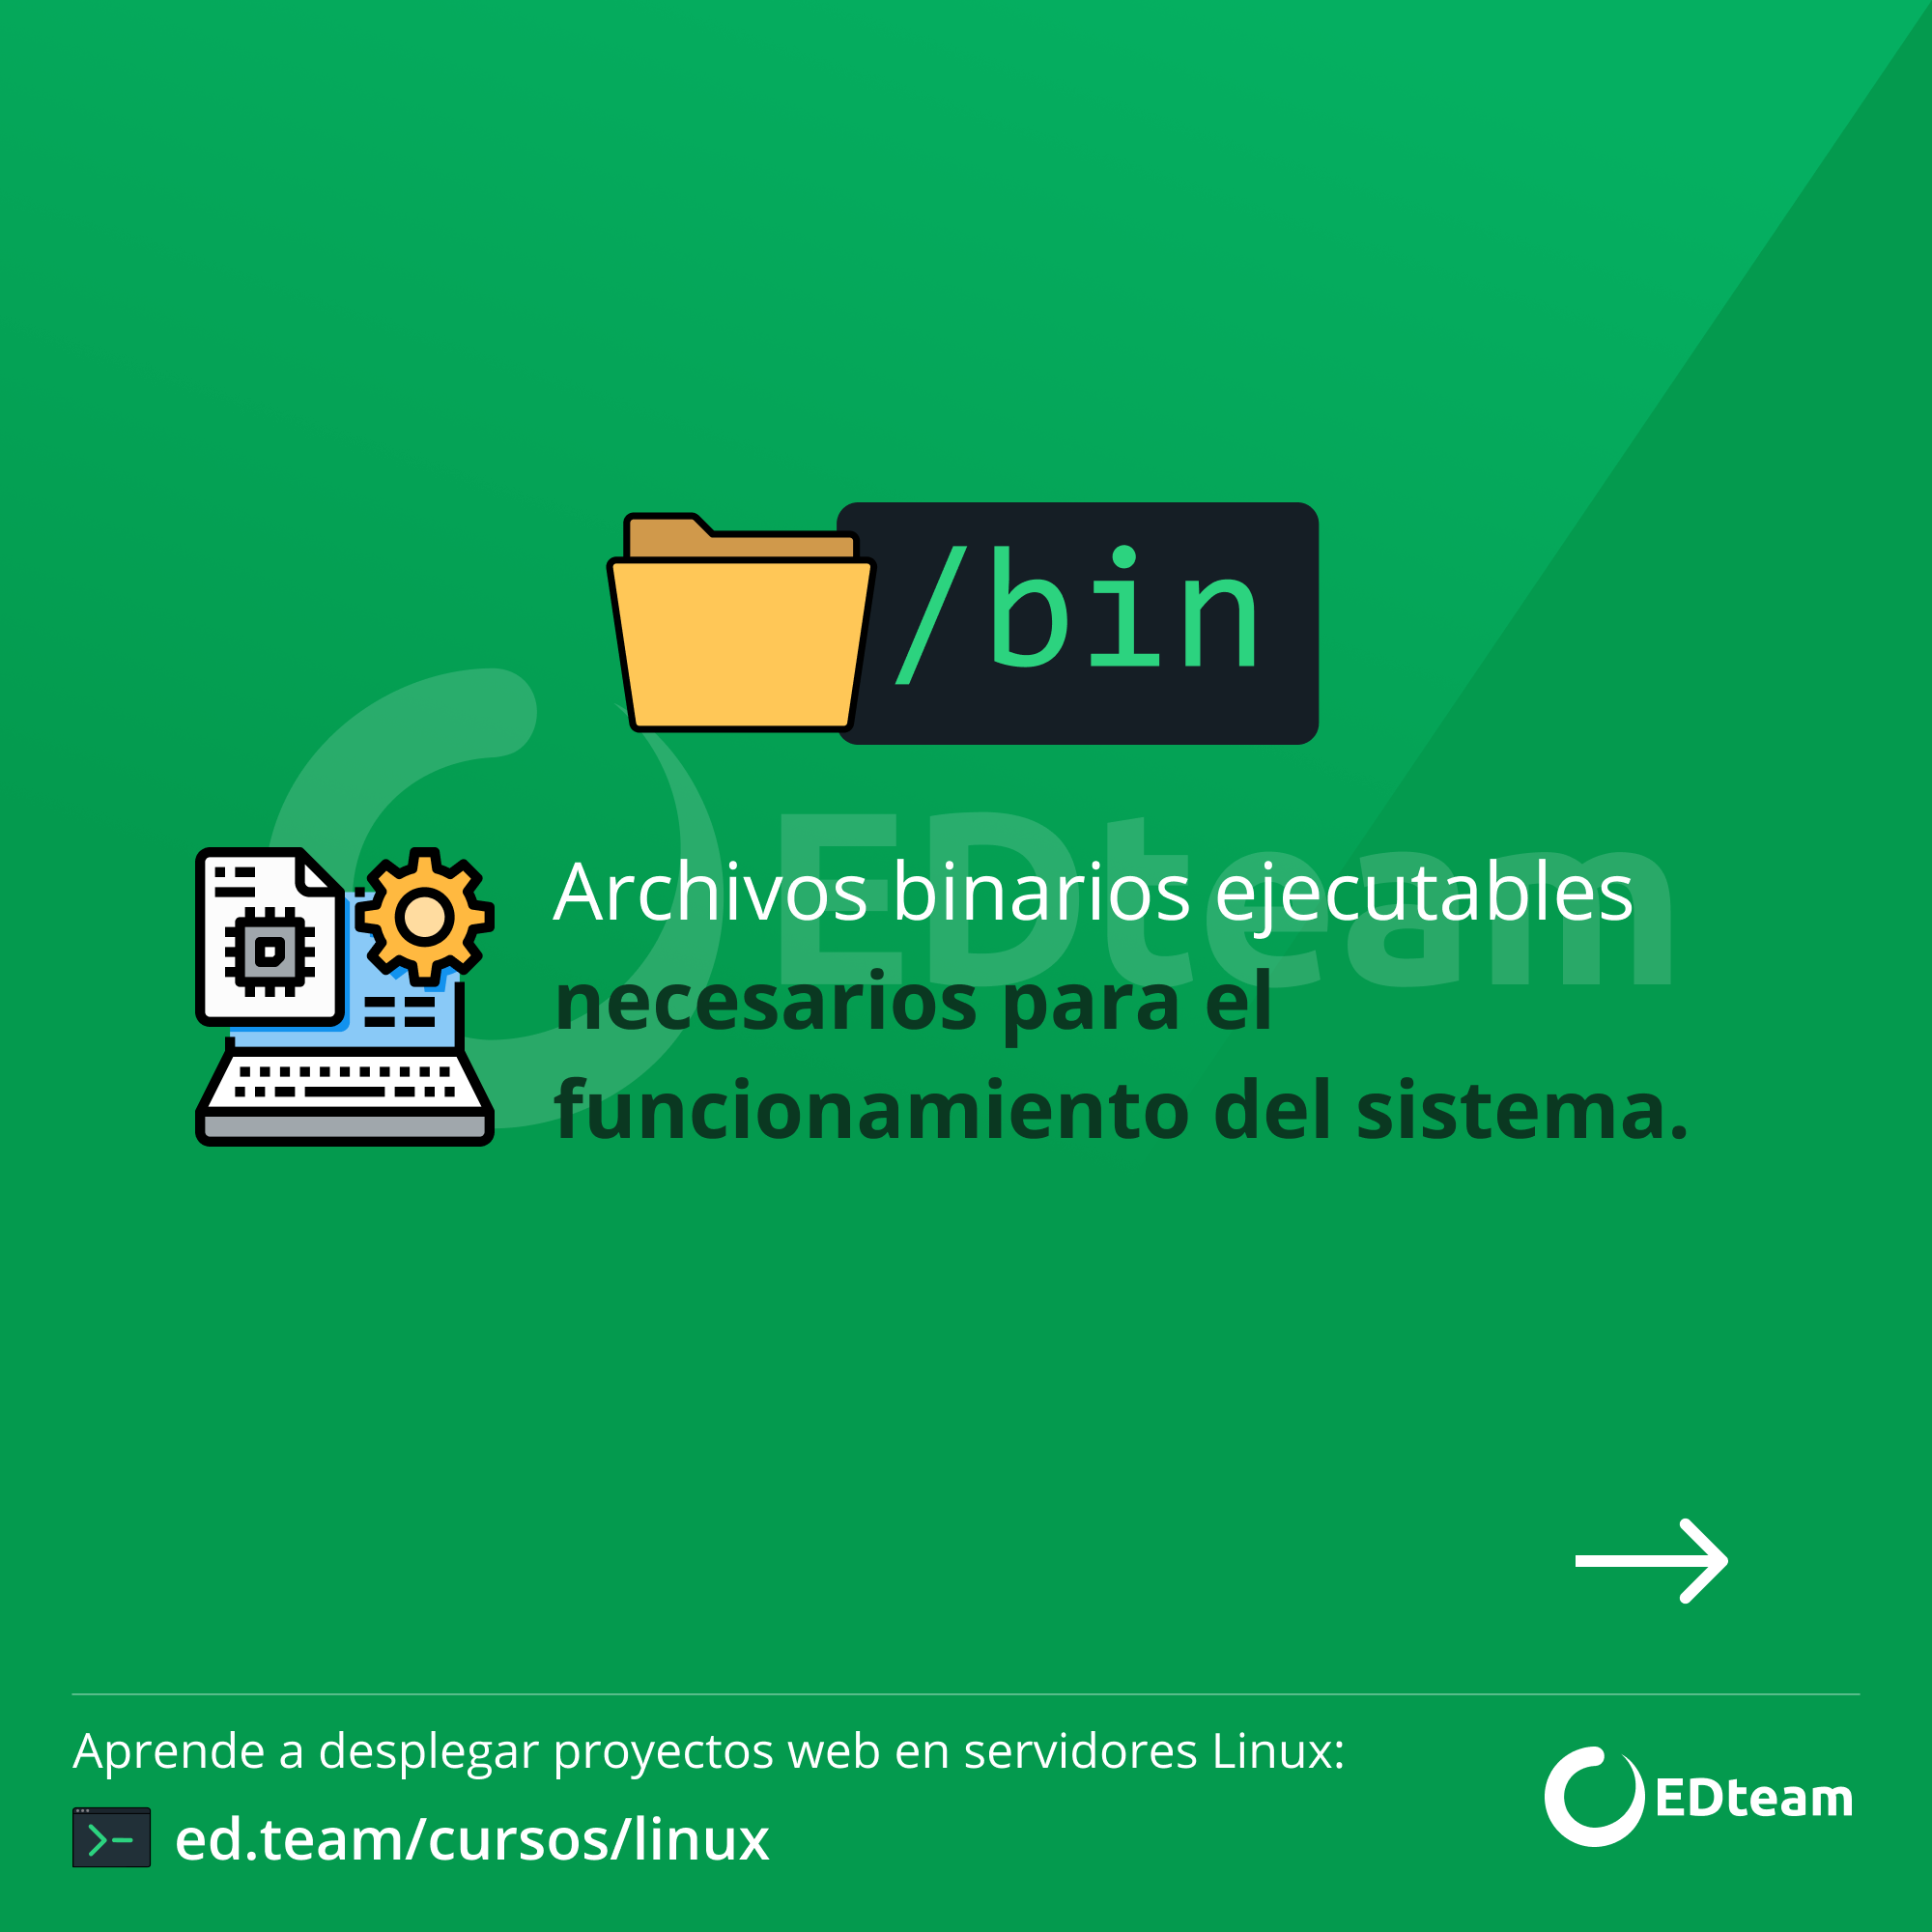 /bin
EDteam
Archivos binarios ejecutables
necesarios para el
funcionamiento del sistema.
Aprende a desplegar proyectos web en servidores Linux:
ed.team/cursos/linux
EDteam